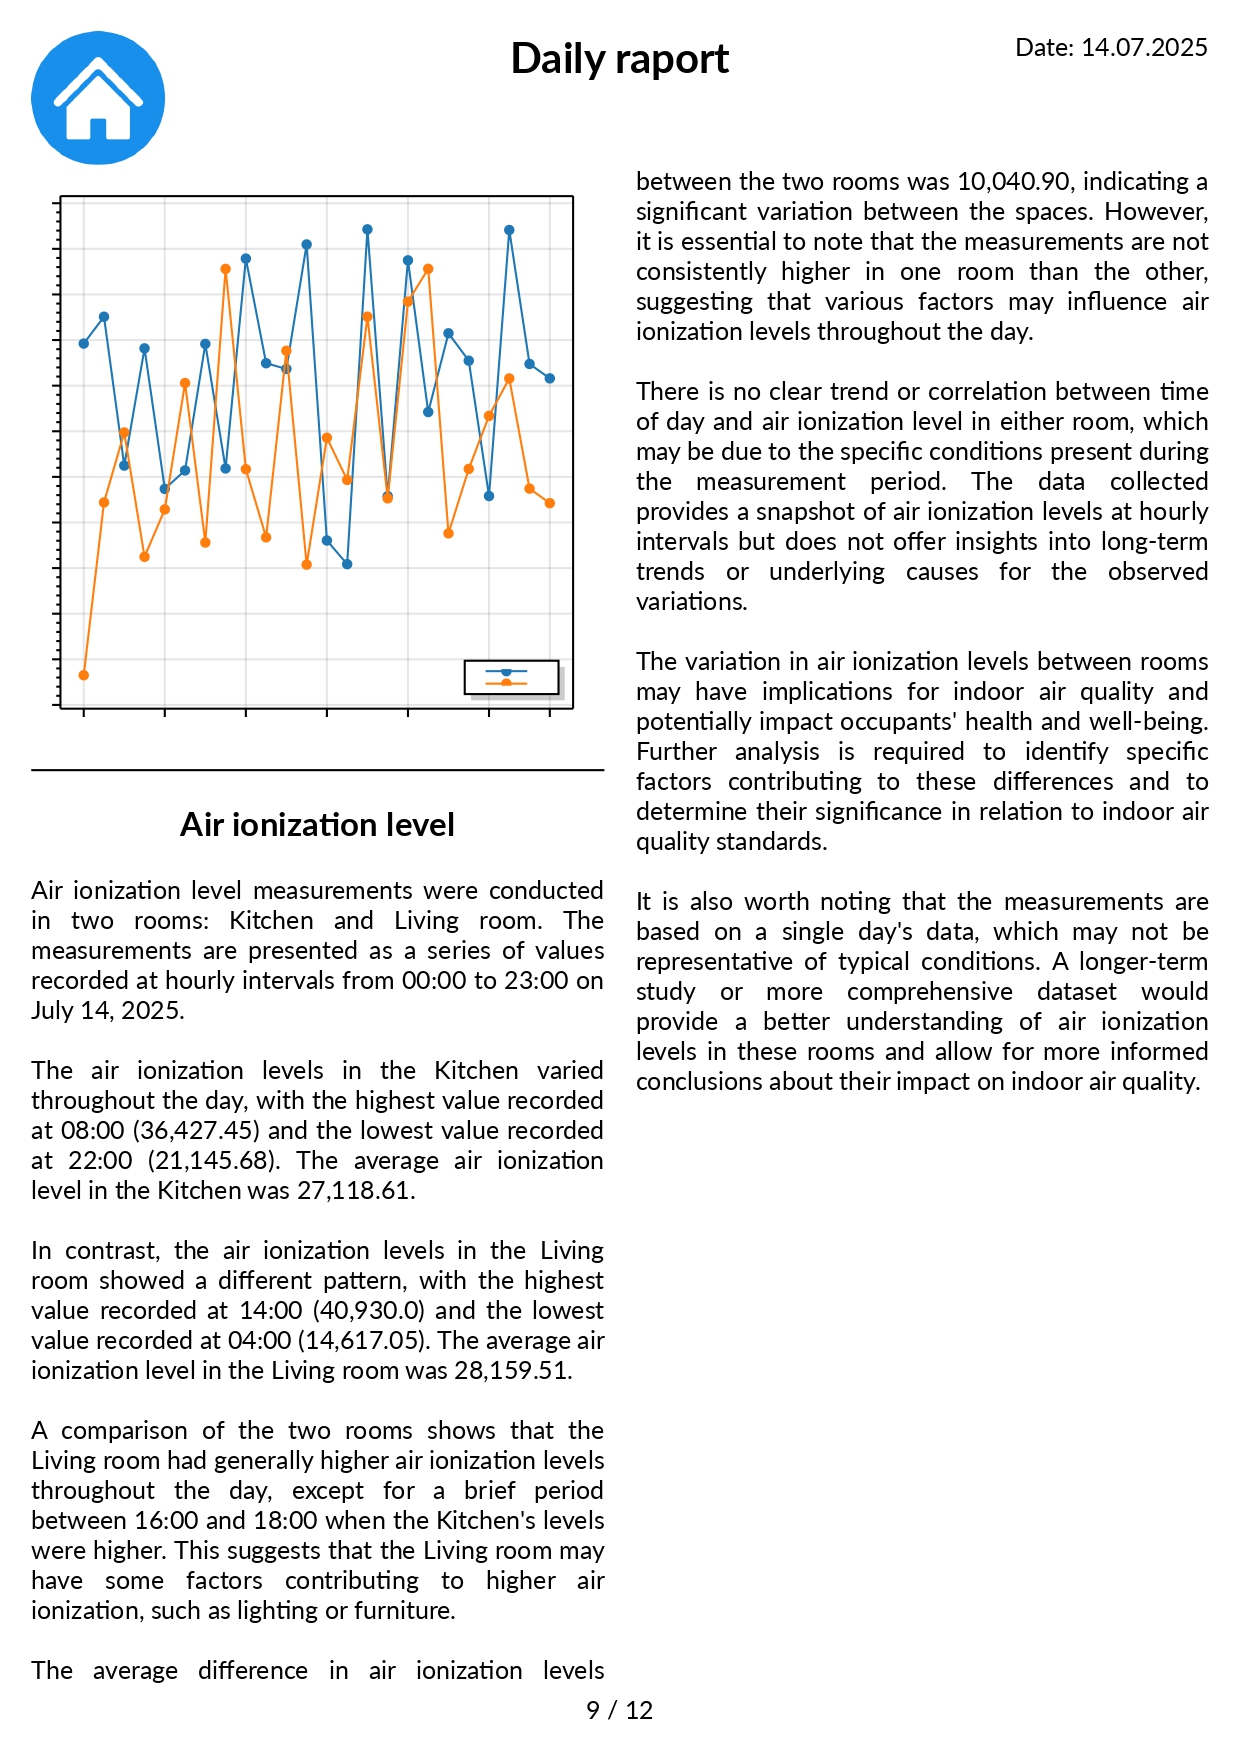 Daily raport
Date: 14.07.2025
Air ionization level
Air ionization level measurements were conducted
in two rooms: Kitchen and Living room. The
measurements are presented as a series of values
recorded at hourly intervals from 00:00 to 23:00 on
July 14, 2025.
The air ionization levels in the Kitchen varied
throughout the day, with the highest value recorded
at 08:00 (36,427.45) and the lowest value recorded
at 22:00 (21,145.68). The average air ionization
level in the Kitchen was 27,118.61.
In contrast, the air ionization levels in the Living
room showed a different pattern, with the highest
value recorded at 14:00 (40,930.0) and the lowest
value recorded at 04:00 (14,617.05). The average air
ionization level in the Living room was 28,159.51.
A comparison of the two rooms shows that the
Living room had generally higher air ionization levels
throughout the day, except for a brief period
between 16:00 and 18:00 when the Kitchen's levels
were higher. This suggests that the Living room may
have some factors contributing to higher air
ionization, such as lighting or furniture.
The average difference in air ionization levels
between the two rooms was 10,040.90, indicating a
significant variation between the spaces. However,
it is essential to note that the measurements are not
consistently higher in one room than the other,
suggesting that various factors may influence air
ionization levels throughout the day.
There is no clear trend or correlation between time
of day and air ionization level in either room, which
may be due to the specific conditions present during
the measurement period. The data collected
provides a snapshot of air ionization levels at hourly
intervals but does not offer insights into long-term
trends or underlying causes for the observed
variations.
The variation in air ionization levels between rooms
may have implications for indoor air quality and
potentially impact occupants' health and well-being.
Further analysis is required to identify specific
factors contributing to these differences and to
determine their significance in relation to indoor air
quality standards.
It is also worth noting that the measurements are
based on a single day's data, which may not be
representative of typical conditions. A longer-term
study or more comprehensive dataset would
provide a better understanding of air ionization
levels in these rooms and allow for more informed
conclusions about their impact on indoor air quality.
9 / 12